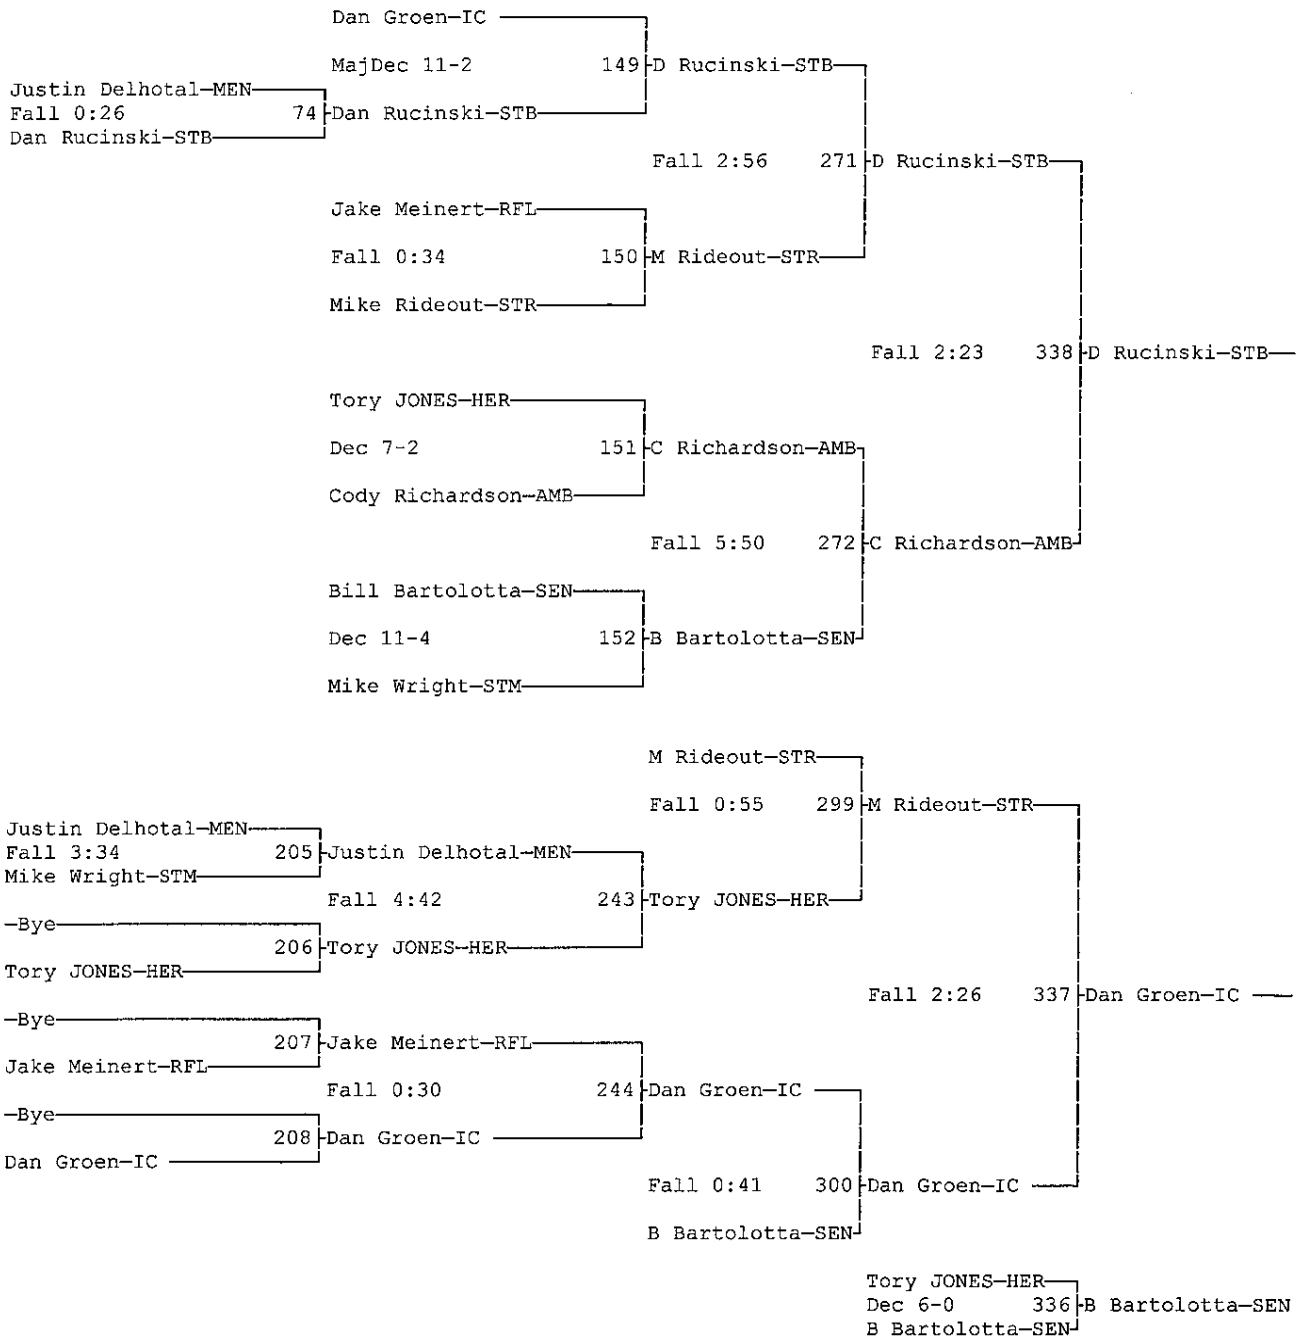 Dan Groen-IC
MajDec 11-2 149 D Rucinski-STB
Justin Delhotal-MEN
Fall 0:26 74 Dan Rucinski-STB
Dan Rucinski-STB
Fall 2:56 271 D Rucinski-STB
Jake Meinert-RFL
Fall 0:34 150 M Rideout-STR
Mike Rideout-STR
Fall 2:23 338 D Rucinski-STB
Tory JONES-HER
Dec 7-2 151 C Richardson-AMB
Cody Richardson-AMB
Fall 5:50 272 C Richardson-AMB
Bill Bartolotta-SEN
Dec 11-4 152 B Bartolotta-SEN
Mike Wright-STM
M Rideout-STR
Fall 0:55 299 M Rideout-STR
Justin Delhotal-MEN
Fall 3:34 205 Justin Delhotal-MEN
Mike Wright-STM
Fall 4:42 243 Tory JONES-HER
-Bye
206 Tory JONES-HER
Tory JONES-HER
Fall 2:26 337 Dan Groen-IC
-Bye
207 Jake Meinert-RFL
Jake Meinert-RFL
Fall 0:30 244 Dan Groen-IC
-Bye
208 Dan Groen-IC
Dan Groen-IC
Fall 0:41 300 Dan Groen-IC
B Bartolotta-SEN
Tory JONES-HER
Dec 6-0 336 B Bartolotta-SEN
B Bartolotta-SEN